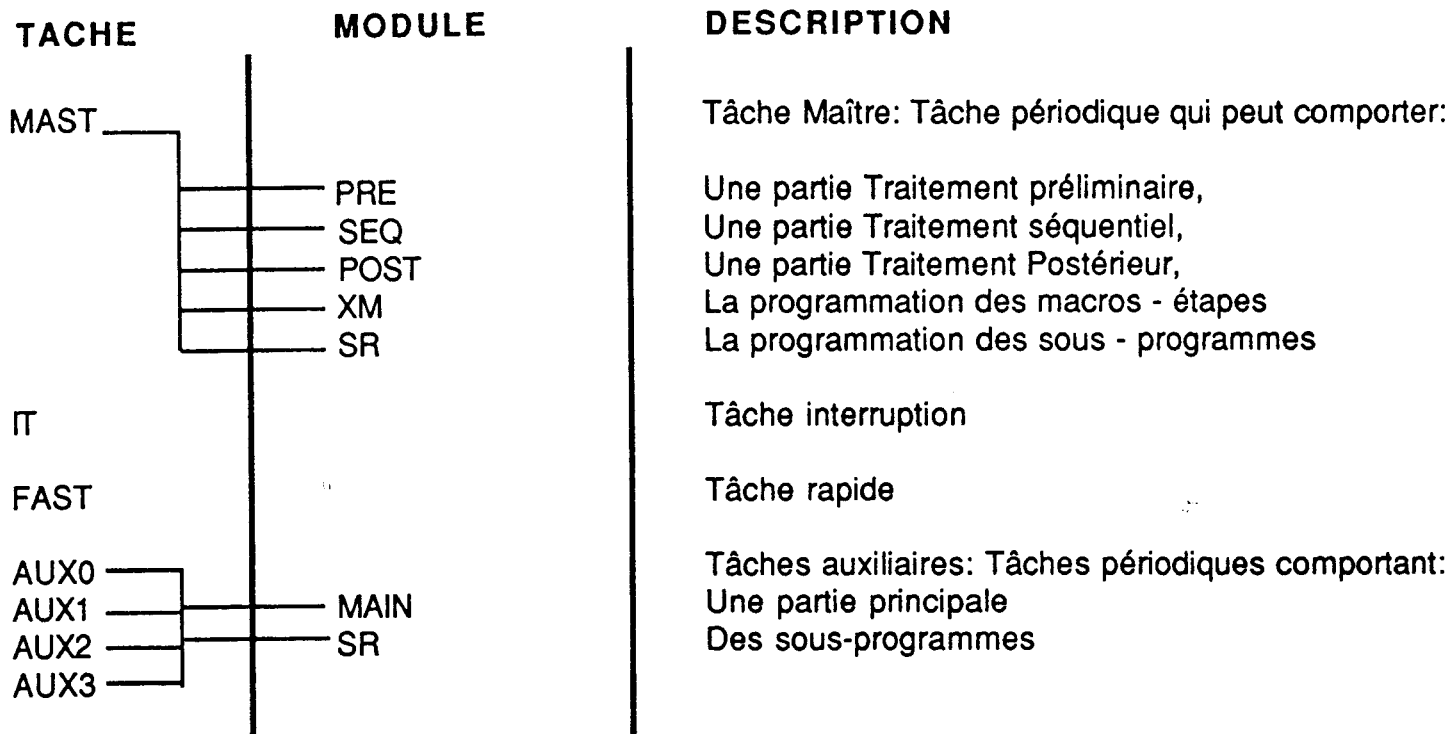 TACHE MODULE DESCRIPTION
MAST Tâche Maître: Tâche périodique qui peut comporter:
PRE Une partie Traitement préliminaire,
SEQ Une partie Traitement séquentiel,
POST Une partie Traitement Postérieur,
XM La programmation des macros - étapes
SR La programmation des sous - programmes
IT Tâche interruption
FAST Tâche rapide
AUX0 Tâches auxiliaires: Tâches périodiques comportant:
AUX1 MAIN Une partie principale
AUX2 SR Des sous-programmes
AUX3